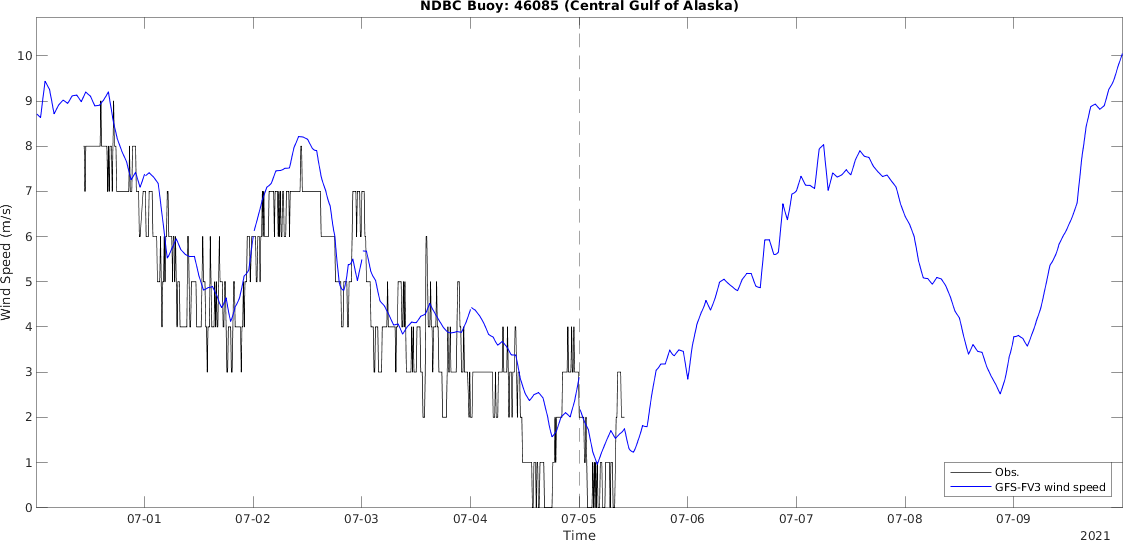 NDBC Buoy: 46085 (Central Gulf of Alaska)
Wind Speed (m/s)
10
9
8
7
6
5
4
3
2
1
0
Obs.
GFS-FV3 wind speed
07-01 07-02 07-03 07-04 07-05 07-06 07-07 07-08 07-09
Time
2021